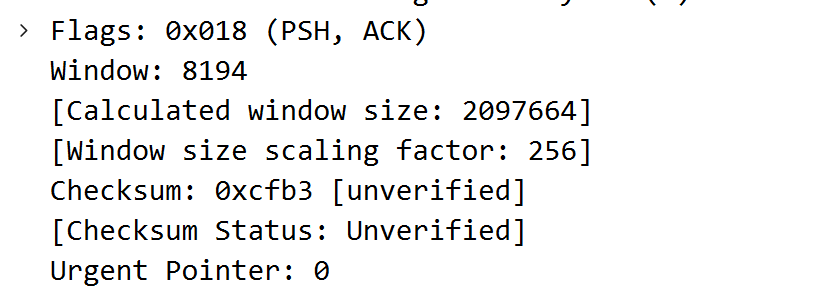 Flags: 0x018 (PSH, ACK)
Window: 8194
[Calculated window size: 2097664]
[Window size scaling factor: 256]
Checksum: 0xcfb3 [unverified]
[Checksum Status: Unverified]
Urgent Pointer: 0